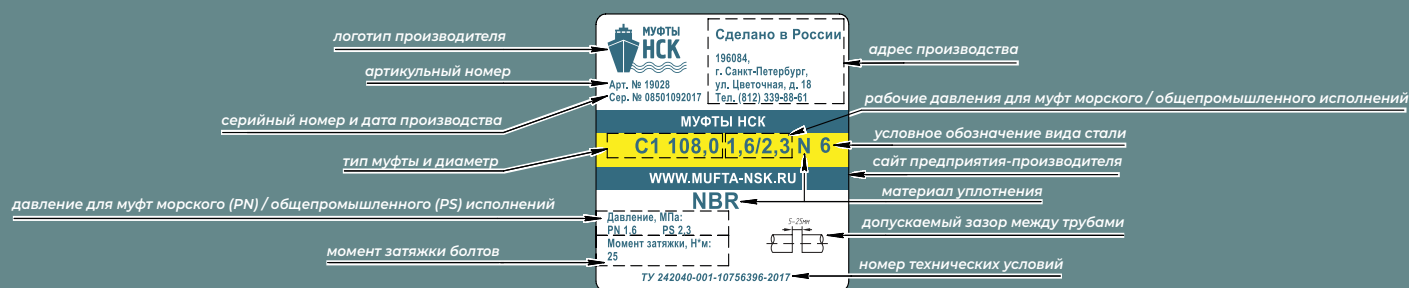 логотип производителя
артикульный номер
серийный номер и дата производства
тип муфты и диаметр
давление для муфт морского (PN) / общепромышленного (PS) исполнений
момент затяжки болтов
МУФТЫ
НСК
Арт. № 19028
Сер. № 08501092017
Сделано в России
196084,
г. Санкт-Петербург,
ул. Цветочная, д. 18
Тел. (812) 339-88-61
МУФТЫ НСК
С1 108,0 1,6/2,3 N 6
WWW.MUFTA-NSK.RU
NBR
Давление, МПа:
PN 1,6 PS 2,3
Момент затяжки, Н*м:
25
5-25мм
ТУ 242040-001-10756396-2017
адрес производства
рабочие давления для муфт морского / общепромышленного исполнений
условное обозначение вида стали
сайт предприятия-производителя
материал уплотнения
допускаемый зазор между трубами
номер технических условий